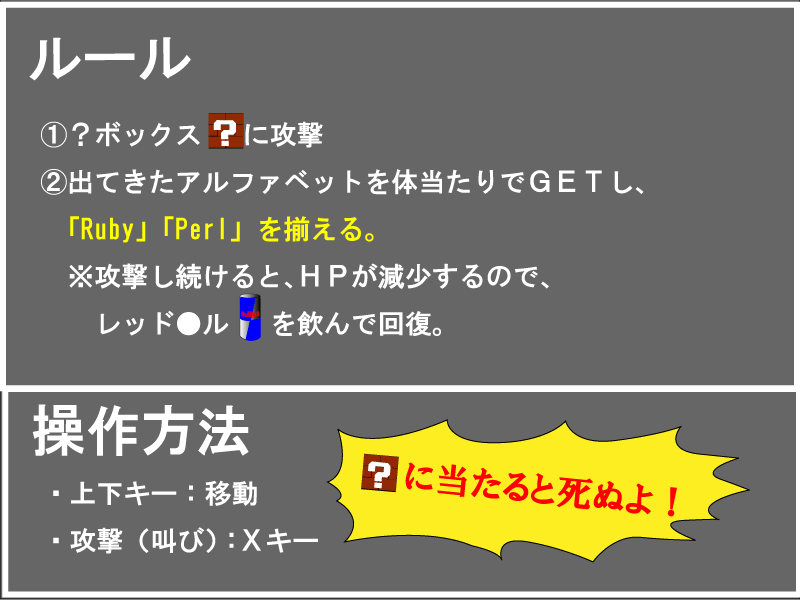 ルール
①？ボックス?に攻撃
②出てきたアルファベットを体当たりでＧＥＴし、
「Ruby」「Perl」を揃える。
※攻撃し続けると、ＨＰが減少するので、
レッド●ル を飲んで回復。
操作方法
・上下キー：移動
・攻撃（叫び）：Ｘキー
?に当たると死ぬよ！